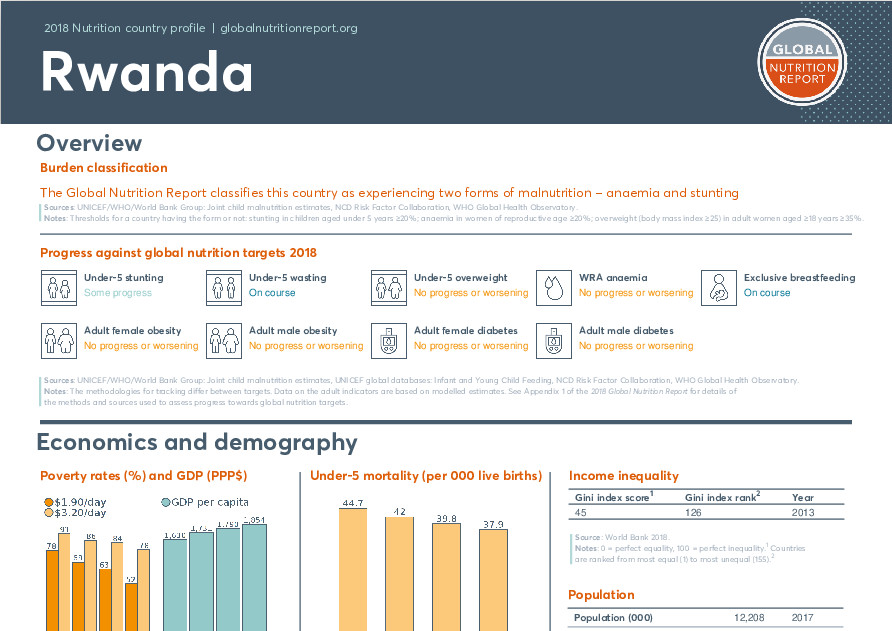 2018 Nutrition country profile | globalnutritionreport.org
Rwanda
GLOBAL
NUTRITION
REPORT
Overview
Burden classification
The Global Nutrition Report classifies this country as experiencing two forms of malnutrition – anaemia and stunting
Sources: UNICEF/WHO/World Bank Group: Joint child malnutrition estimates, NCD Risk Factor Collaboration, WHO Global Health Observatory.
Notes: Thresholds for a country having the form or not: stunting in children aged under 5 years ≥20%; anaemia in women of reproductive age ≥20%; overweight (body mass index ≥25) in adult women aged ≥18 years ≥35%.
Progress against global nutrition targets 2018
Under-5 stunting
Some progress
Under-5 wasting
On course
Under-5 overweight
No progress or worsening
WRA anaemia
No progress or worsening
Exclusive breastfeeding
On course
Adult female obesity
No progress or worsening
Adult male obesity
No progress or worsening
Adult female diabetes
No progress or worsening
Adult male diabetes
No progress or worsening
Sources: UNICEF/WHO/World Bank Group: Joint child malnutrition estimates, UNICEF global databases: Infant and Young Child Feeding, NCD Risk Factor Collaboration, WHO Global Health Observatory.
Notes: The methodologies for tracking differ between targets. Data on the adult indicators are based on modelled estimates. See Appendix 1 of the 2018 Global Nutrition Report for details of
the methods and sources used to assess progress towards global nutrition targets.
Economics and demography
Poverty rates (%) and GDP (PPP$)
$1.90/day
$3.20/day
GDP per capita
78 91 86 63 84 52 78
1,793 1,854
Under-5 mortality (per 000 live births)
44.7 42 39.8 37.9
Income inequality
Gini index score1 Gini index rank2 Year
45 126 2013
Source: World Bank 2018.
Notes: 0 = perfect equality, 100 = perfect inequality.1 Countries
are ranked from most equal (1) to most unequal (155).2
Population
Population (000) 12,208 2017